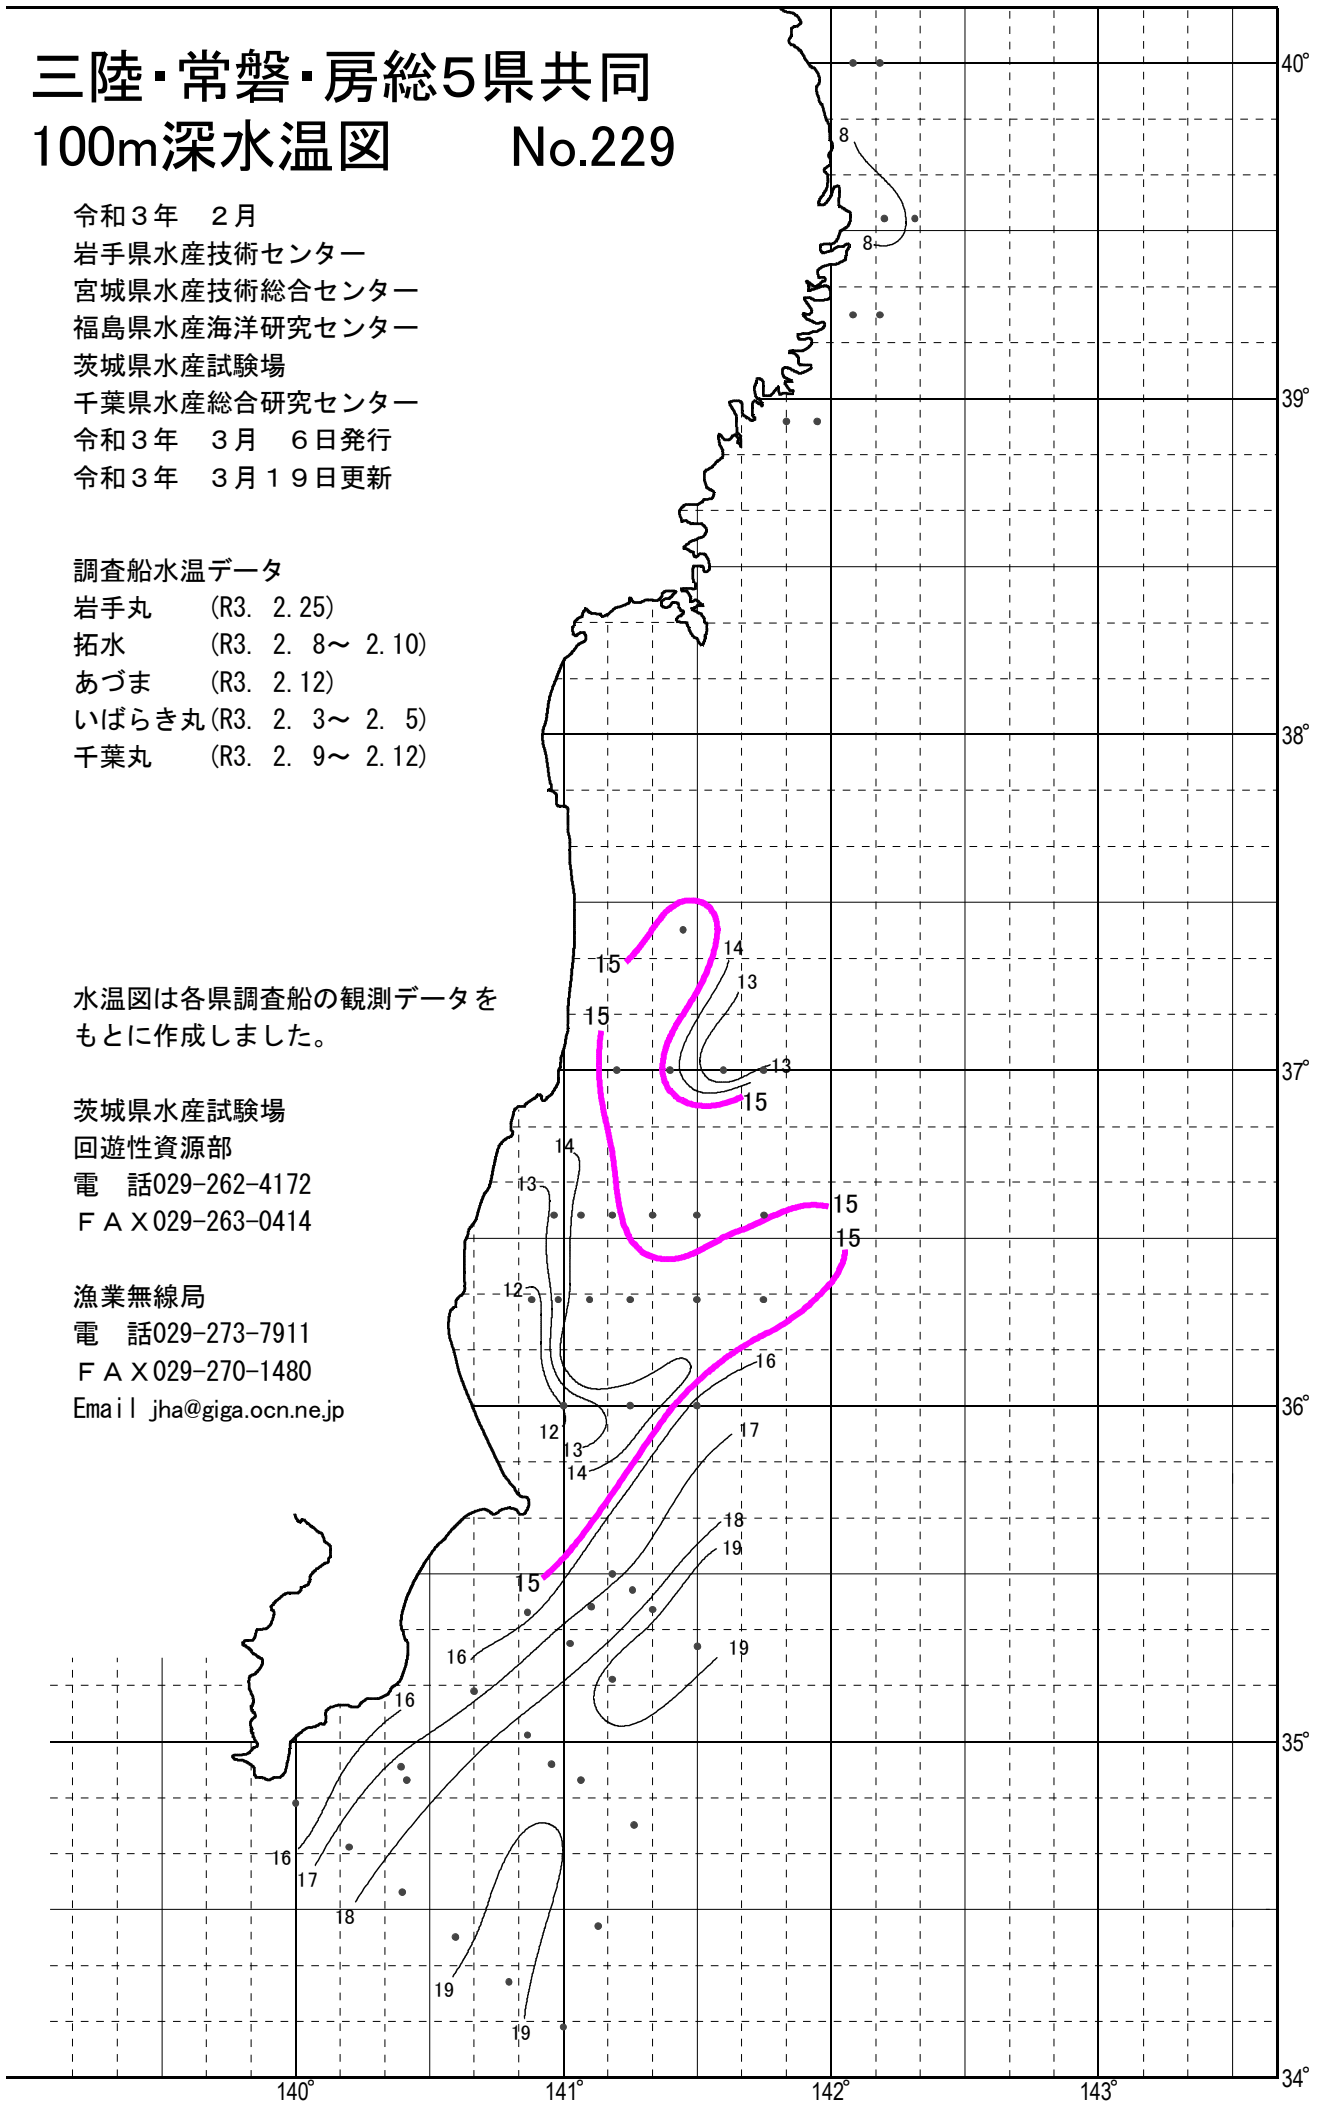 三陸・常磐・房総5県共同
100m深水温図 No.229
令和３年 ２月
岩手県水産技術センター
宮城県水産技術総合センター
福島県水産海洋研究センター
茨城県水産試験場
千葉県水産総合研究センター
令和３年 ３月 ６日発行
令和３年 ３月１９日更新
調査船水温データ
岩手丸 (R3. 2.25)
拓水 (R3. 2. 8～ 2.10)
あづま (R3. 2.12)
いばらき丸(R3. 2. 3～ 2. 5)
千葉丸 (R3. 2. 9～ 2.12)
水温図は各県調査船の観測データを
もとに作成しました。
茨城県水産試験場
回遊性資源部
電 話029-262-4172
ＦＡＸ029-263-0414
漁業無線局
電 話029-273-7911
ＦＡＸ029-270-1480
Email jha@giga.ocn.ne.jp
40°
8
8
39°
38°
14
15
13
15
13
37°
15
14
13
15
15
12
16
36°
12
17
13
14
18
19
15
19
16
16
35°
16
17
18
19
19
34°
140°
141°
142°
143°